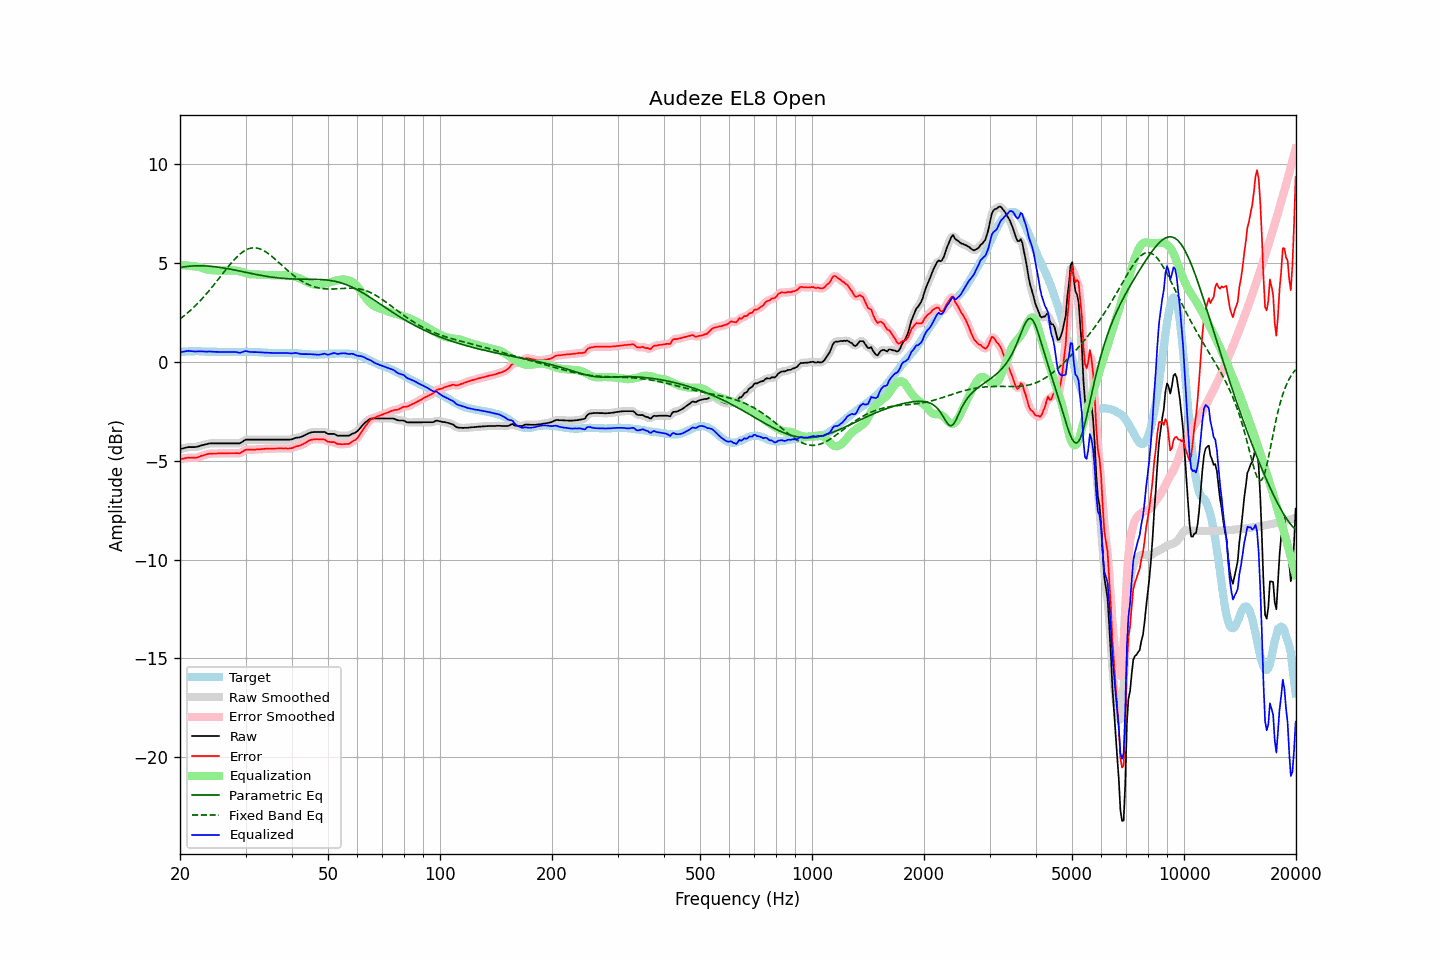 Audeze EL8 Open
Amplitude (dBr)
10
5
0
−5
−10
−15
−20
Target
Raw Smoothed
Error Smoothed
Raw
Error
Equalization
Parametric Eq
Fixed Band Eq
Equalized
20 50 100 200 500 1000 2000 5000 10000 20000
Frequency (Hz)